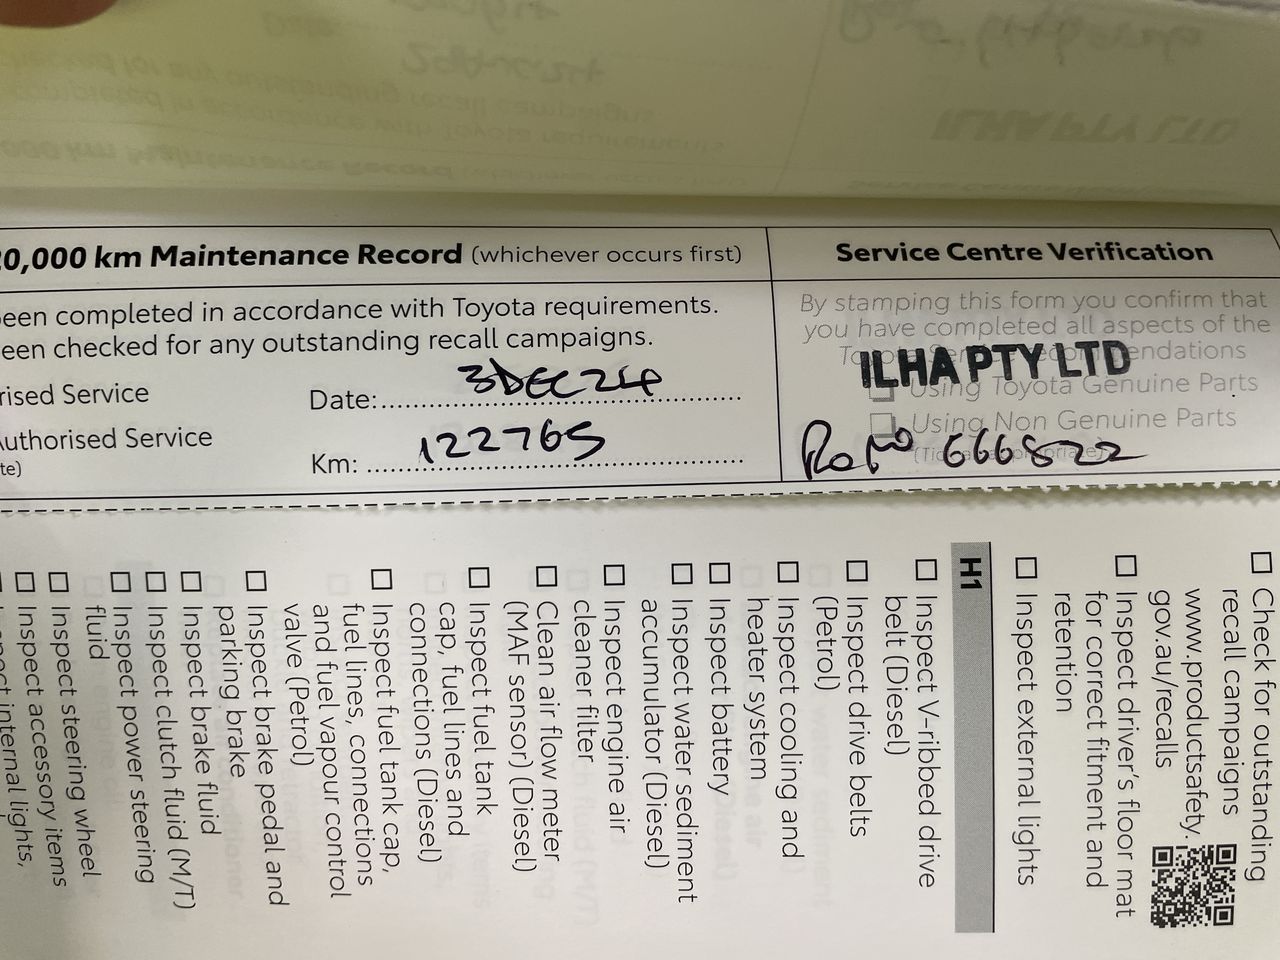 0,000 km Maintenance Record (whichever occurs first)
een completed in accordance with Toyota requirements.
een checked for any outstanding recall campaigns.
rised Service
Date: 3 DEC 24
uthorised Service
te)
Km: 122765
Service Centre Verification
By stamping this form you confirm that
you have completed all aspects of the
recommendations
ILHA PTY LTD
Using Toyota Genuine Parts
Using Non Genuine Parts
666522
Check for outstanding
recall campaigns
www.productsafety.
gov.au/recalls
Inspect driver's floor mat
for correct fitment and
retention
Inspect external lights
H1
Inspect V-ribbed drive
belt (Diesel)
Inspect drive belts
(Petrol)
Inspect cooling and
heater system
Inspect battery
Inspect water sediment
accumulator (Diesel)
Inspect engine air
cleaner filter
Clean air flow meter
(MAF sensor) (Diesel)
Inspect fuel tank
cap, fuel lines and
connections (Diesel)
Inspect fuel tank cap,
fuel lines, connections
and fuel vapour control
valve (Petrol)
Inspect brake pedal and
parking brake
Inspect brake fluid
Inspect clutch fluid (M/T)
Inspect power steering
fluid
Inspect steering wheel
Inspect accessory items
internal lights,